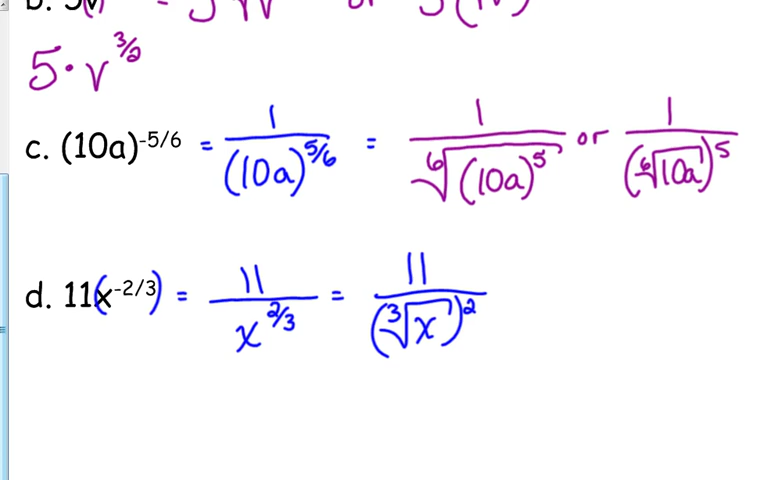 5 · v^3/2
c. (10a)^-5/6 = 1/(10a)^5/6 = 1/⁶√(10a)^5 or 1/(⁶√10a)^5
d. 11(x^-2/3) = 11/x^2/3 = 11/(³√x)^2